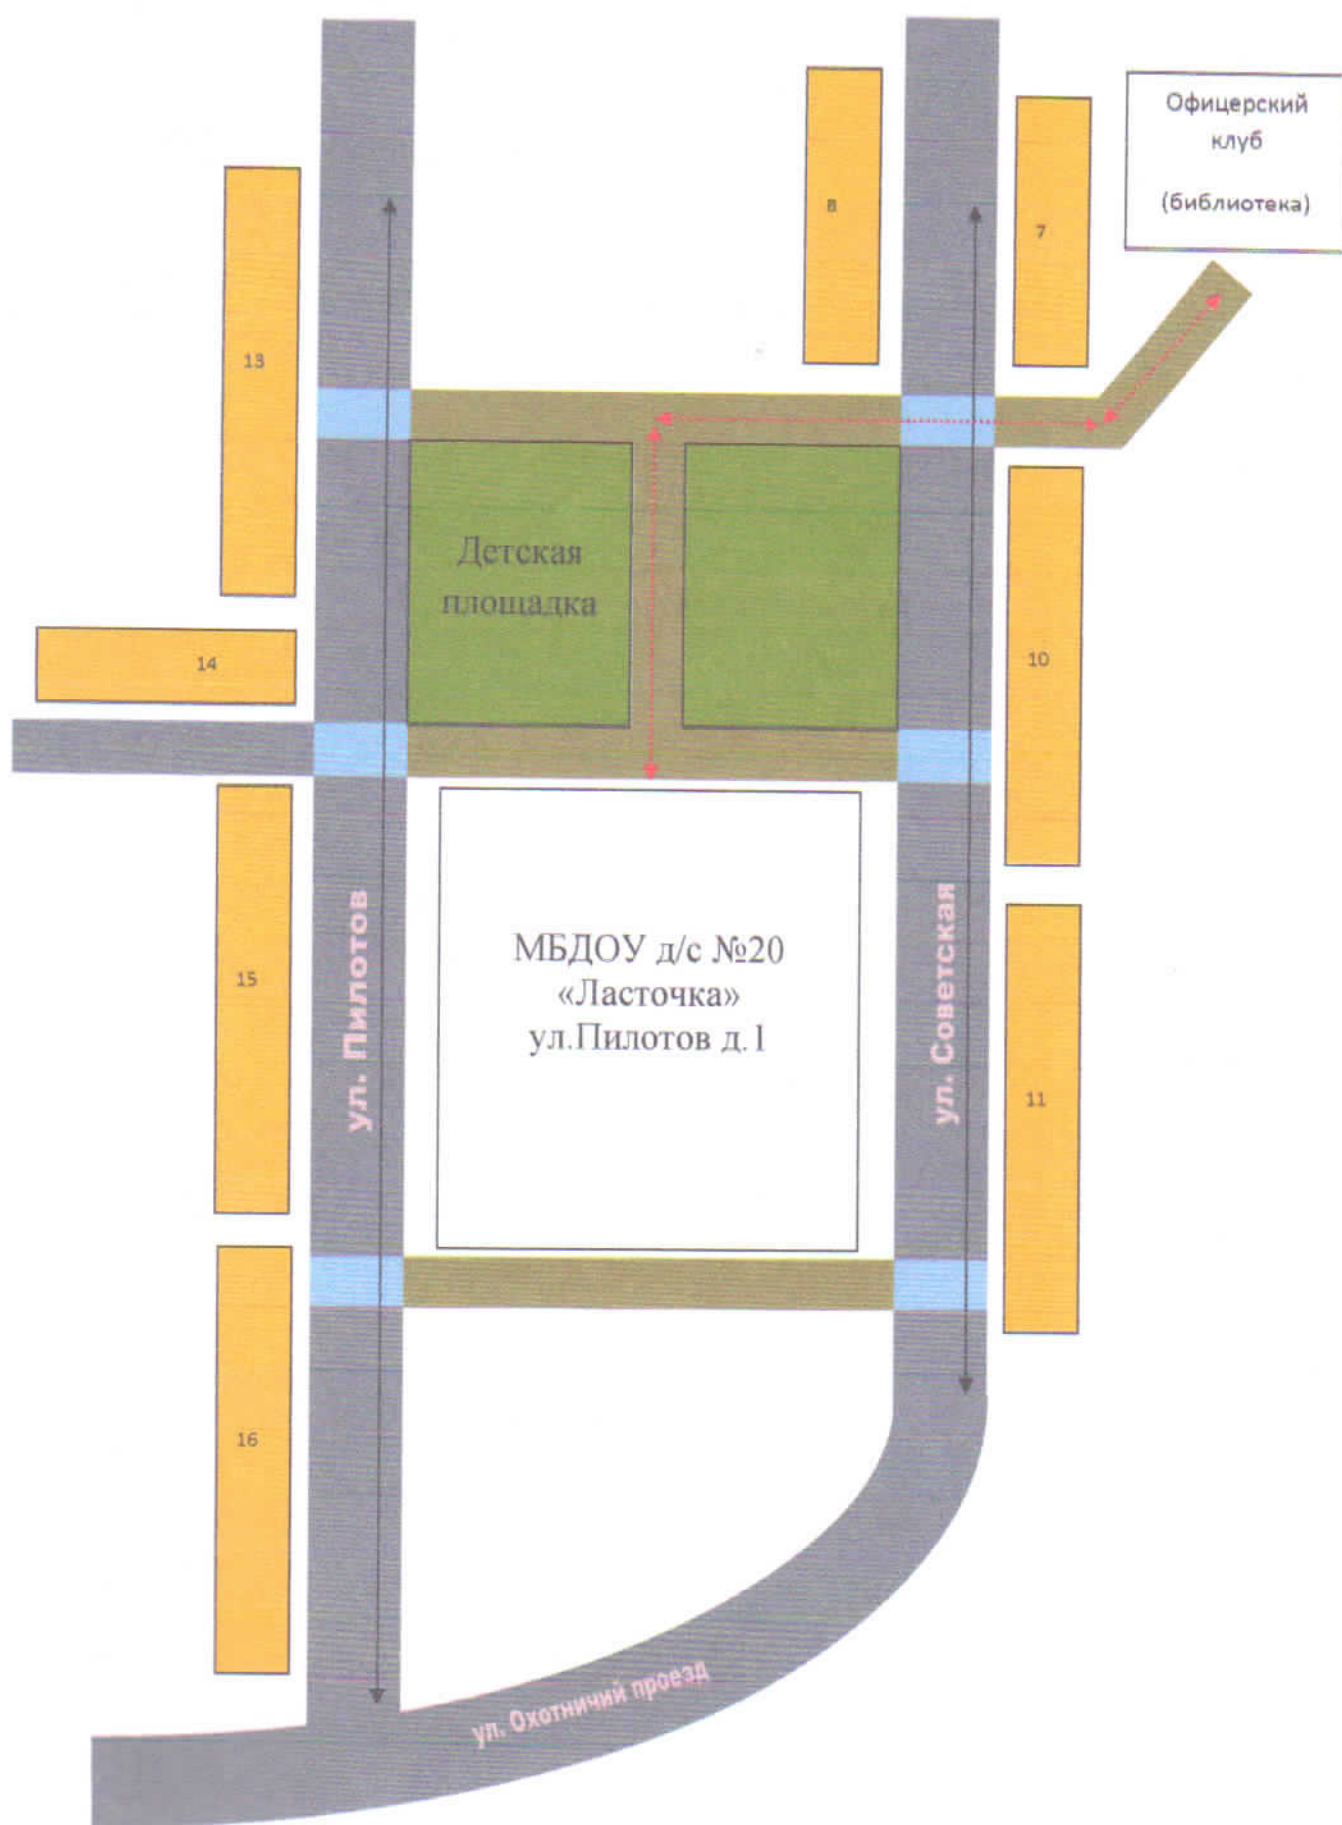 Офицерский
клуб
(библиотека)
8
7
13
Детская
площадка
14
10
МБДОУ д/с №20
«Ласточка»
ул.Пилотов д.1
ул. Пилотов
ул. Советская
15
11
16
ул. Охотничий проезд